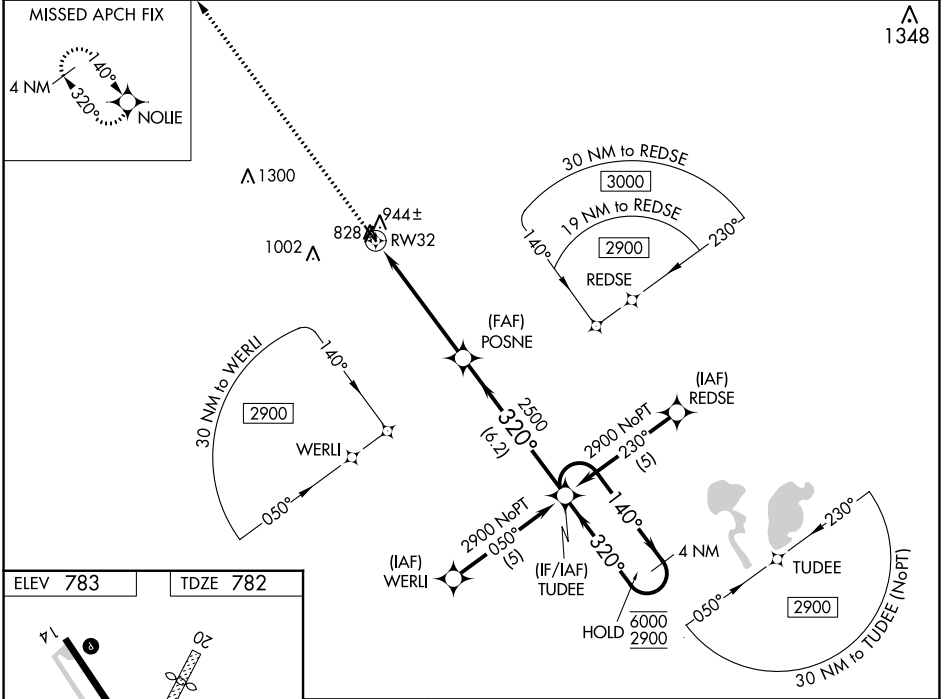 MISSED APCH FIX
4 NM
140°
320°
NOLIE
1348
1300
944±
828
RW32
1002
30 NM to REDSE
3000
19 NM to REDSE
2900
140°
230°
REDSE
(FAF)
POSNE
30 NM to WERLI
140°
2900
WERLI
050°
2500
320°
(6.2)
(IAF)
REDSE
2900 NoPT
230°
(5)
2900 NoPT
050°
(5)
(IAF)
WERLI
(IF/IAF)
TUDEE
140°
320°
4 NM
HOLD
6000
2900
230°
TUDEE
050°
2900
30 NM to TUDEE (NoPT)
ELEV 783
TDZE 782
14
P
20